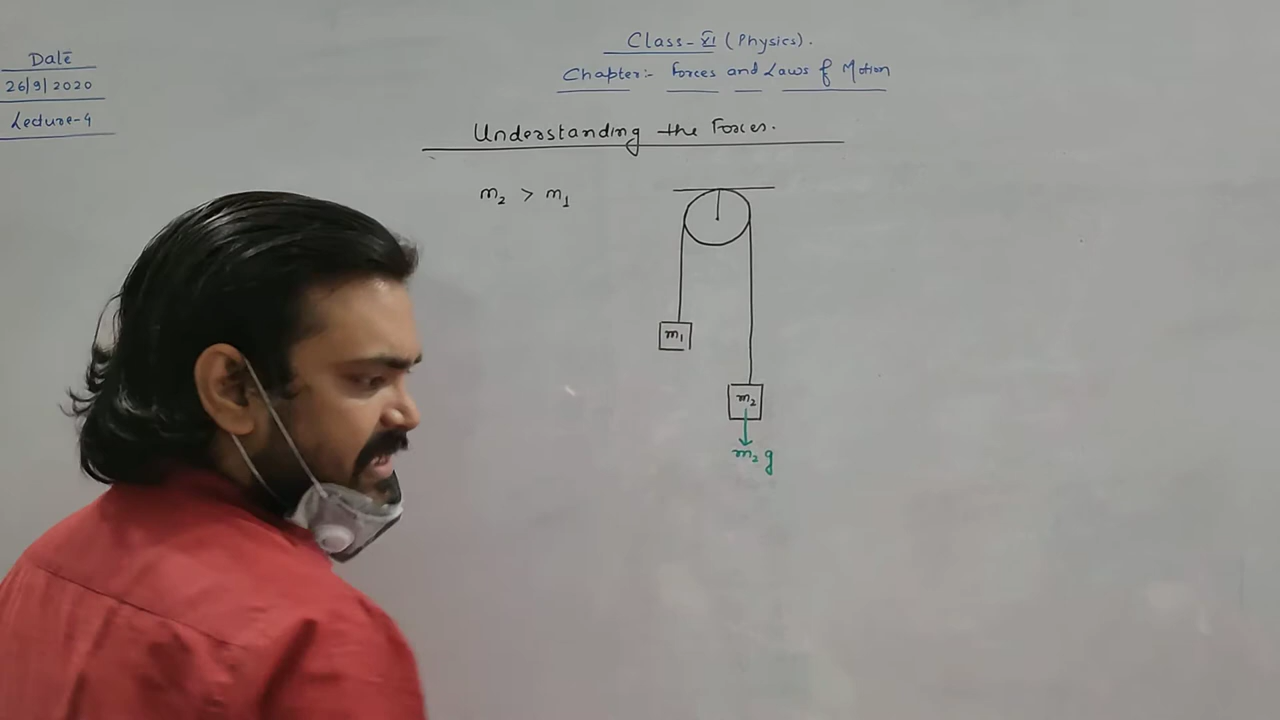 Class-XI (Physics).
Chapter:- Forces and Laws of Motion
Date
26/9/2020
Lecture-4
Understanding the Forces.
m₂ > m₁
m₁
m₂
m₂g